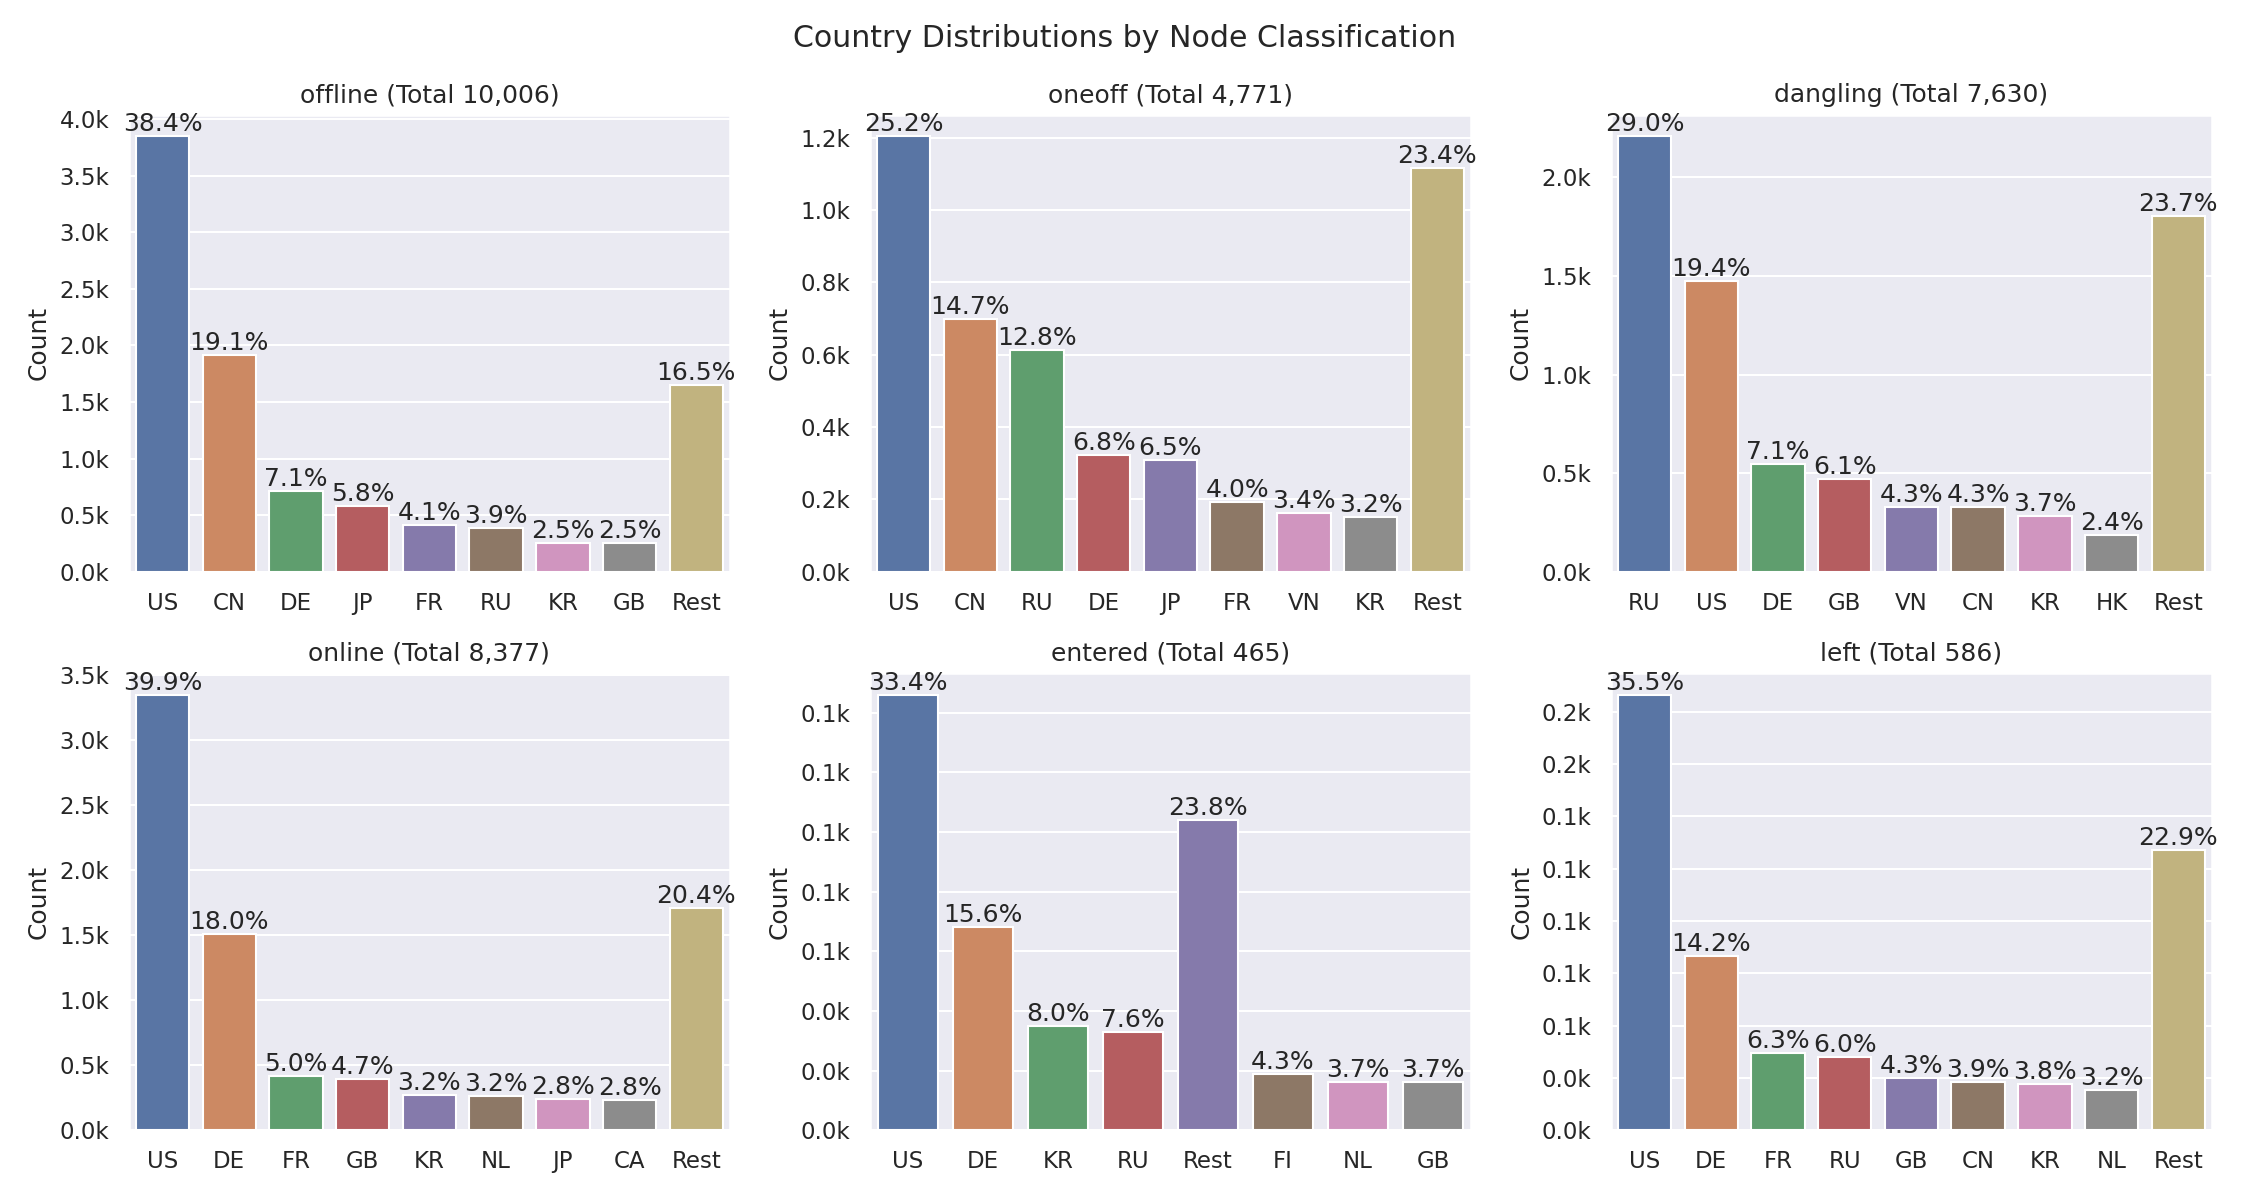 Country Distributions by Node Classification
offline (Total 10,006)
Count
4.0k
3.5k
3.0k
2.5k
2.0k
1.5k
1.0k
0.5k
0.0k
38.4%
19.1%
7.1%
5.8%
4.1%
3.9%
2.5%
2.5%
16.5%
US CN DE JP FR RU KR GB Rest
oneoff (Total 4,771)
Count
1.2k
1.0k
0.8k
0.6k
0.4k
0.2k
0.0k
25.2%
14.7%
12.8%
6.8%
6.5%
4.0%
3.4%
3.2%
23.4%
US CN RU DE JP FR VN KR Rest
dangling (Total 7,630)
Count
2.0k
1.5k
1.0k
0.5k
0.0k
29.0%
19.4%
7.1%
6.1%
4.3%
4.3%
3.7%
2.4%
23.7%
RU US DE GB VN CN KR HK Rest
online (Total 8,377)
Count
3.5k
3.0k
2.5k
2.0k
1.5k
1.0k
0.5k
0.0k
39.9%
18.0%
5.0%
4.7%
3.2%
3.2%
2.8%
2.8%
20.4%
US DE FR GB KR NL JP CA Rest
entered (Total 465)
Count
0.1k
0.1k
0.1k
0.1k
0.1k
0.0k
0.0k
0.0k
33.4%
15.6%
8.0%
7.6%
23.8%
4.3%
3.7%
3.7%
US DE KR RU Rest FI NL GB
left (Total 586)
Count
0.2k
0.2k
0.1k
0.1k
0.1k
0.1k
0.1k
0.0k
0.0k
35.5%
14.2%
6.3%
6.0%
4.3%
3.9%
3.8%
3.2%
22.9%
US DE FR RU GB CN KR NL Rest